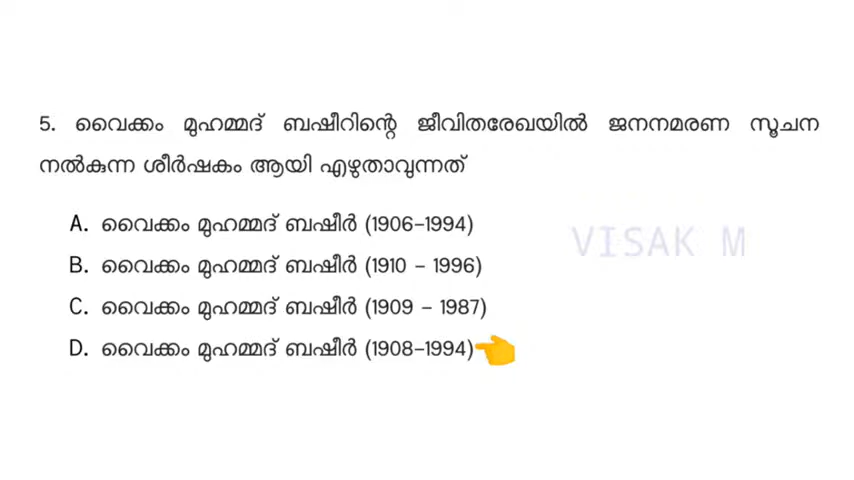 5. വൈക്കം മുഹമ്മദ് ബഷീറിന്റെ ജീവിതരേഖയിൽ ജനനമരണ സൂചന
നൽകുന്ന ശീർഷകം ആയി എഴുതാവുന്നത്
A. വൈക്കം മുഹമ്മദ് ബഷീർ (1906-1994)
VISAK M
B. വൈക്കം മുഹമ്മദ് ബഷീർ (1910 - 1996)
C. വൈക്കം മുഹമ്മദ് ബഷീർ (1909 - 1987)
D. വൈക്കം മുഹമ്മദ് ബഷീർ (1908-1994)